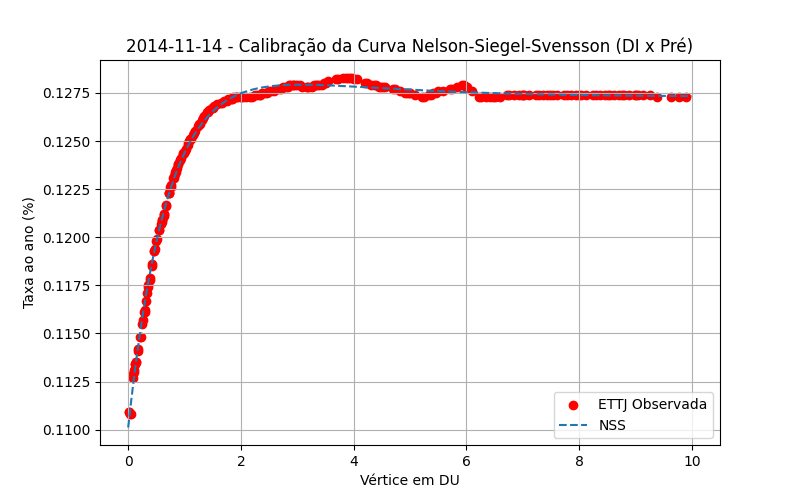 2014-11-14 - Calibração da Curva Nelson-Siegel-Svensson (DI x Pré)
Taxa ao ano (%)
0.1275
0.1250
0.1225
0.1200
0.1175
0.1150
0.1125
0.1100
ETTJ Observada
NSS
0 2 4 6 8 10
Vértice em DU